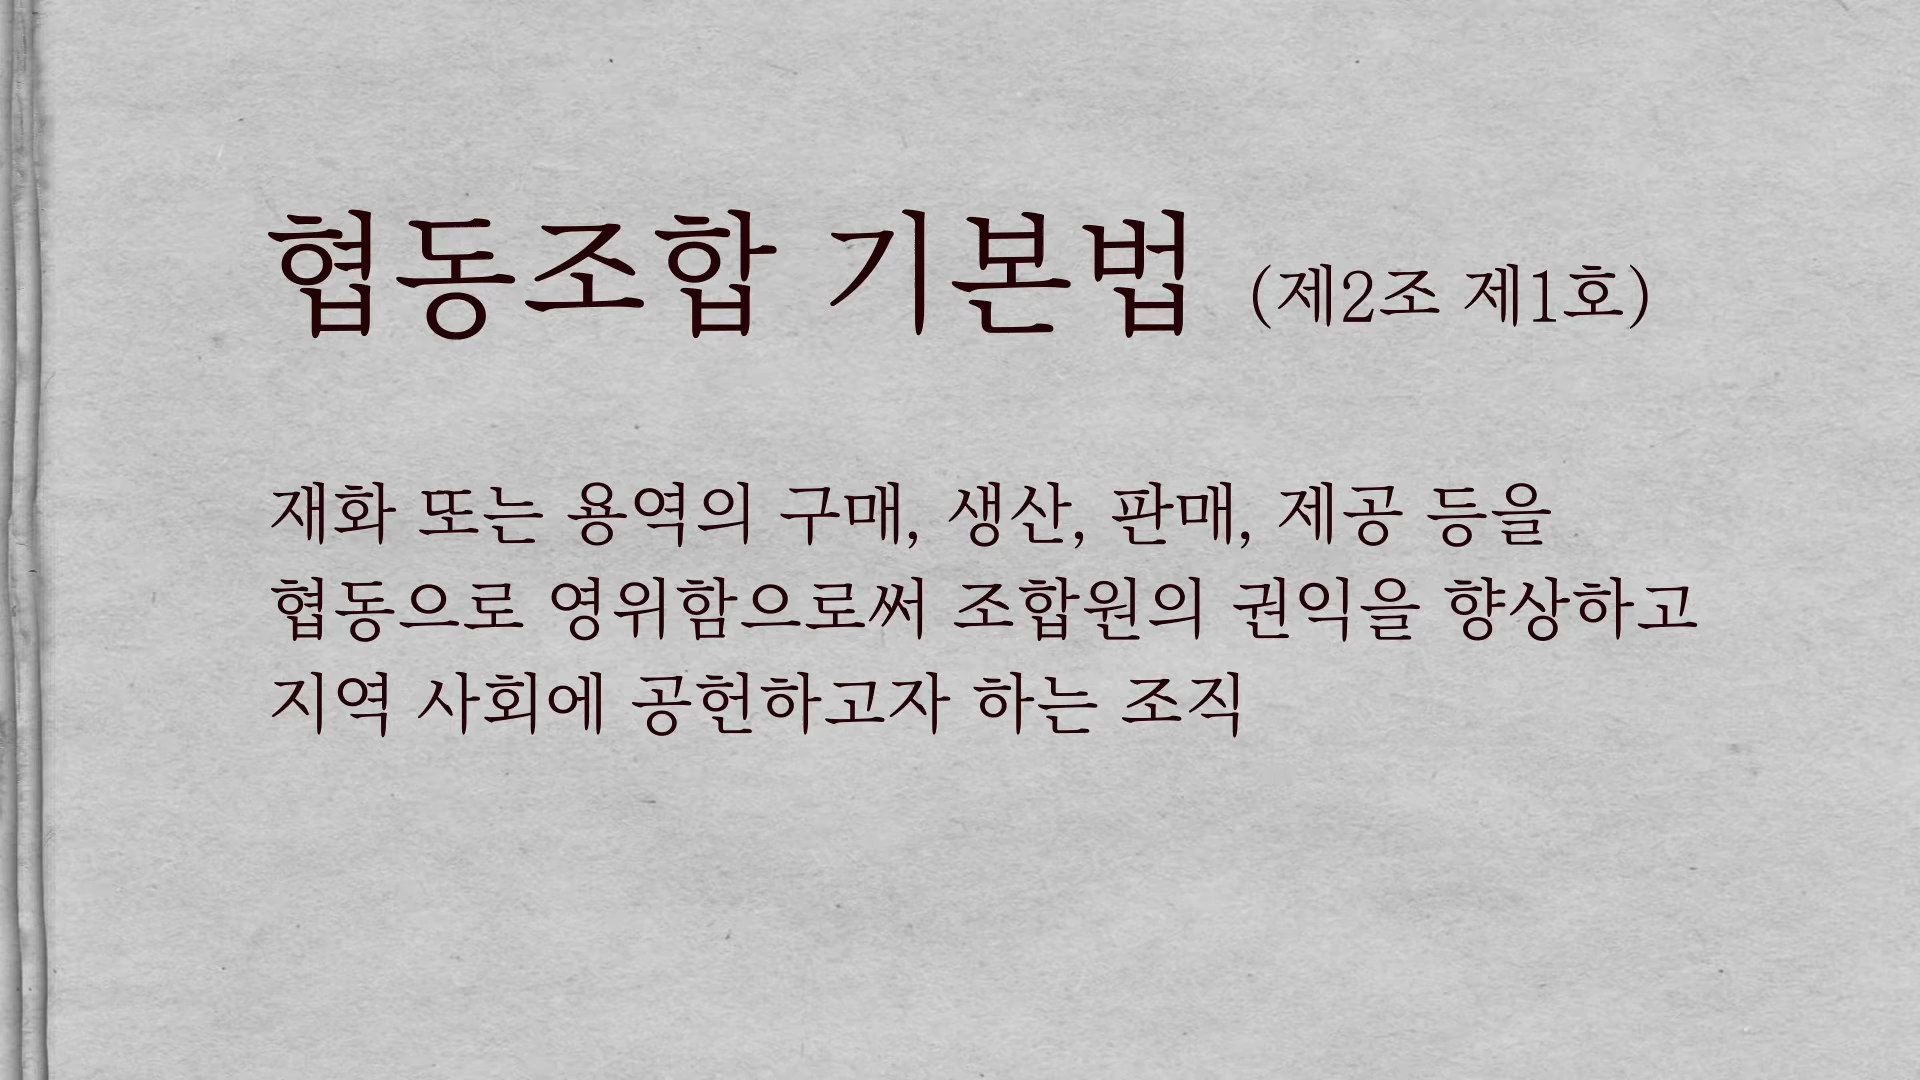 협동조합 기본법 (제2조 제1호)
재화 또는 용역의 구매, 생산, 판매, 제공 등을
협동으로 영위함으로써 조합원의 권익을 향상하고
지역 사회에 공헌하고자 하는 조직